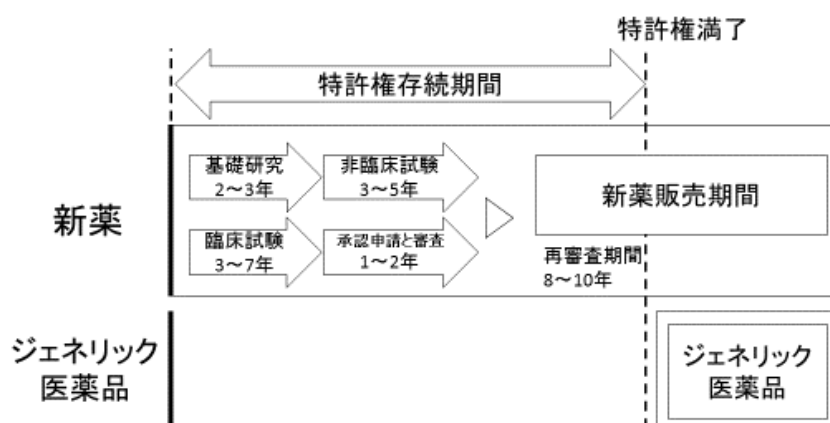 特許権満了
特許権存続期間
新薬
基礎研究
2～3年
非臨床試験
3～5年
臨床試験
3～7年
承認申請と審査
1～2年
新薬販売期間
再審査期間
8～10年
ジェネリック
医薬品
ジェネリック
医薬品